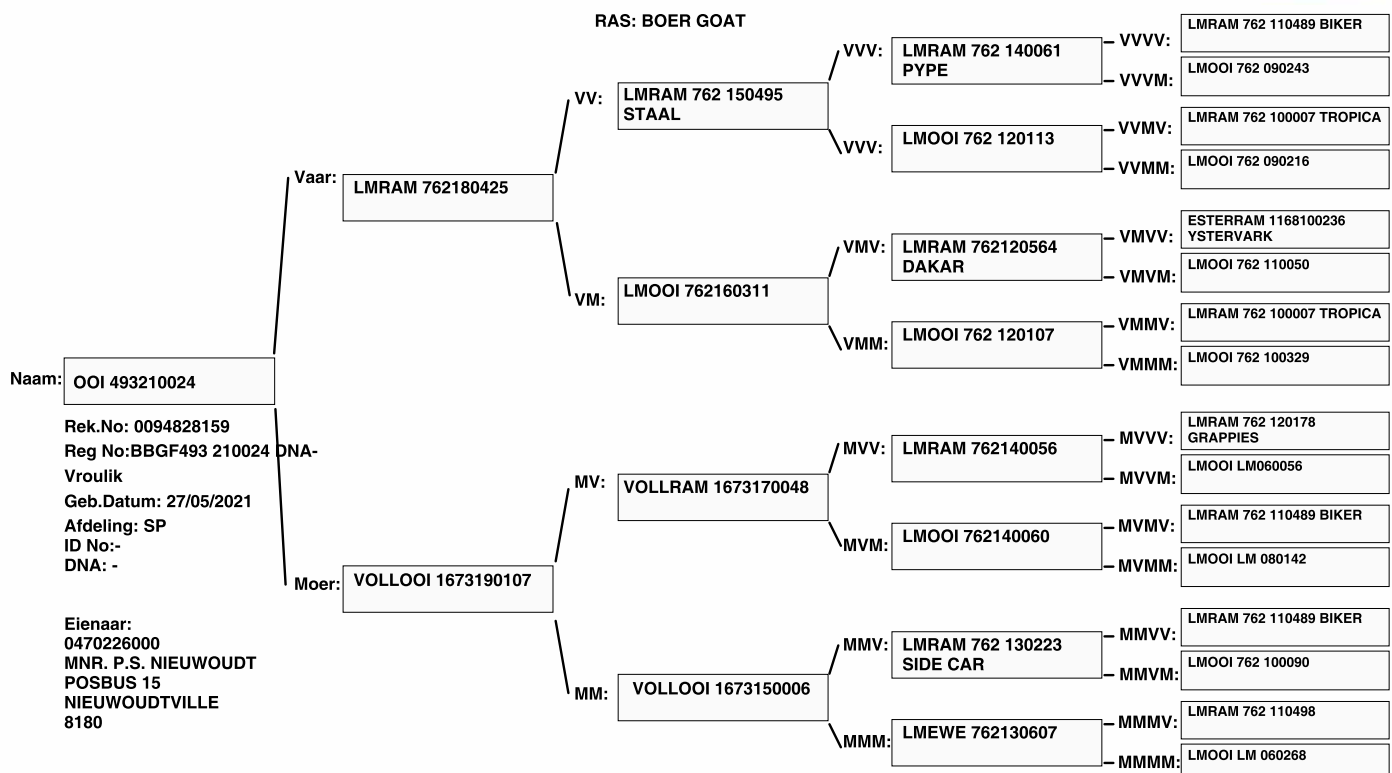 RAS: BOER GOAT
Naam: OOI 493210024
Rek.No: 0094828159
Reg No:BBGF493 210024 DNA-
Vroulik
Geb.Datum: 27/05/2021
Afdeling: SP
ID No:-
DNA: -
Eienaar:
0470226000
MNR. P.S. NIEUWOUDT
POSBUS 15
NIEUWOUDTVILLE
8180
Vaar: LMRAM 762180425
Moer: VOLLOOI 1673190107
VV: LMRAM 762 150495
STAAL
VM: LMOOI 762160311
MV: VOLLRAM 1673170048
MM: VOLLOOI 1673150006
VVV: LMRAM 762 140061
PYPE
VVV: LMOOI 762 120113
VMV: LMRAM 762120564
DAKAR
VMM: LMOOI 762 120107
MVV: LMRAM 762140056
MVM: LMOOI 762140060
MMV: LMRAM 762 130223
SIDE CAR
MMM: LMEWE 762130607
VVVV: LMRAM 762 110489 BIKER
VVVM: LMOOI 762 090243
VVMV: LMRAM 762 100007 TROPICA
VVMM: LMOOI 762 090216
VMVV: ESTERRAM 1168100236
YSTERVARK
VMVM: LMOOI 762 110050
VMMV: LMRAM 762 100007 TROPICA
VMMM: LMOOI 762 100329
MVVV: LMRAM 762 120178
GRAPPIES
MVVM: LMOOI LM060056
MVMV: LMRAM 762 110489 BIKER
MVMM: LMOOI LM 080142
MMVV: LMRAM 762 110489 BIKER
MMVM: LMOOI 762 100090
MMMV: LMRAM 762 110498
MMMM: LMOOI LM 060268